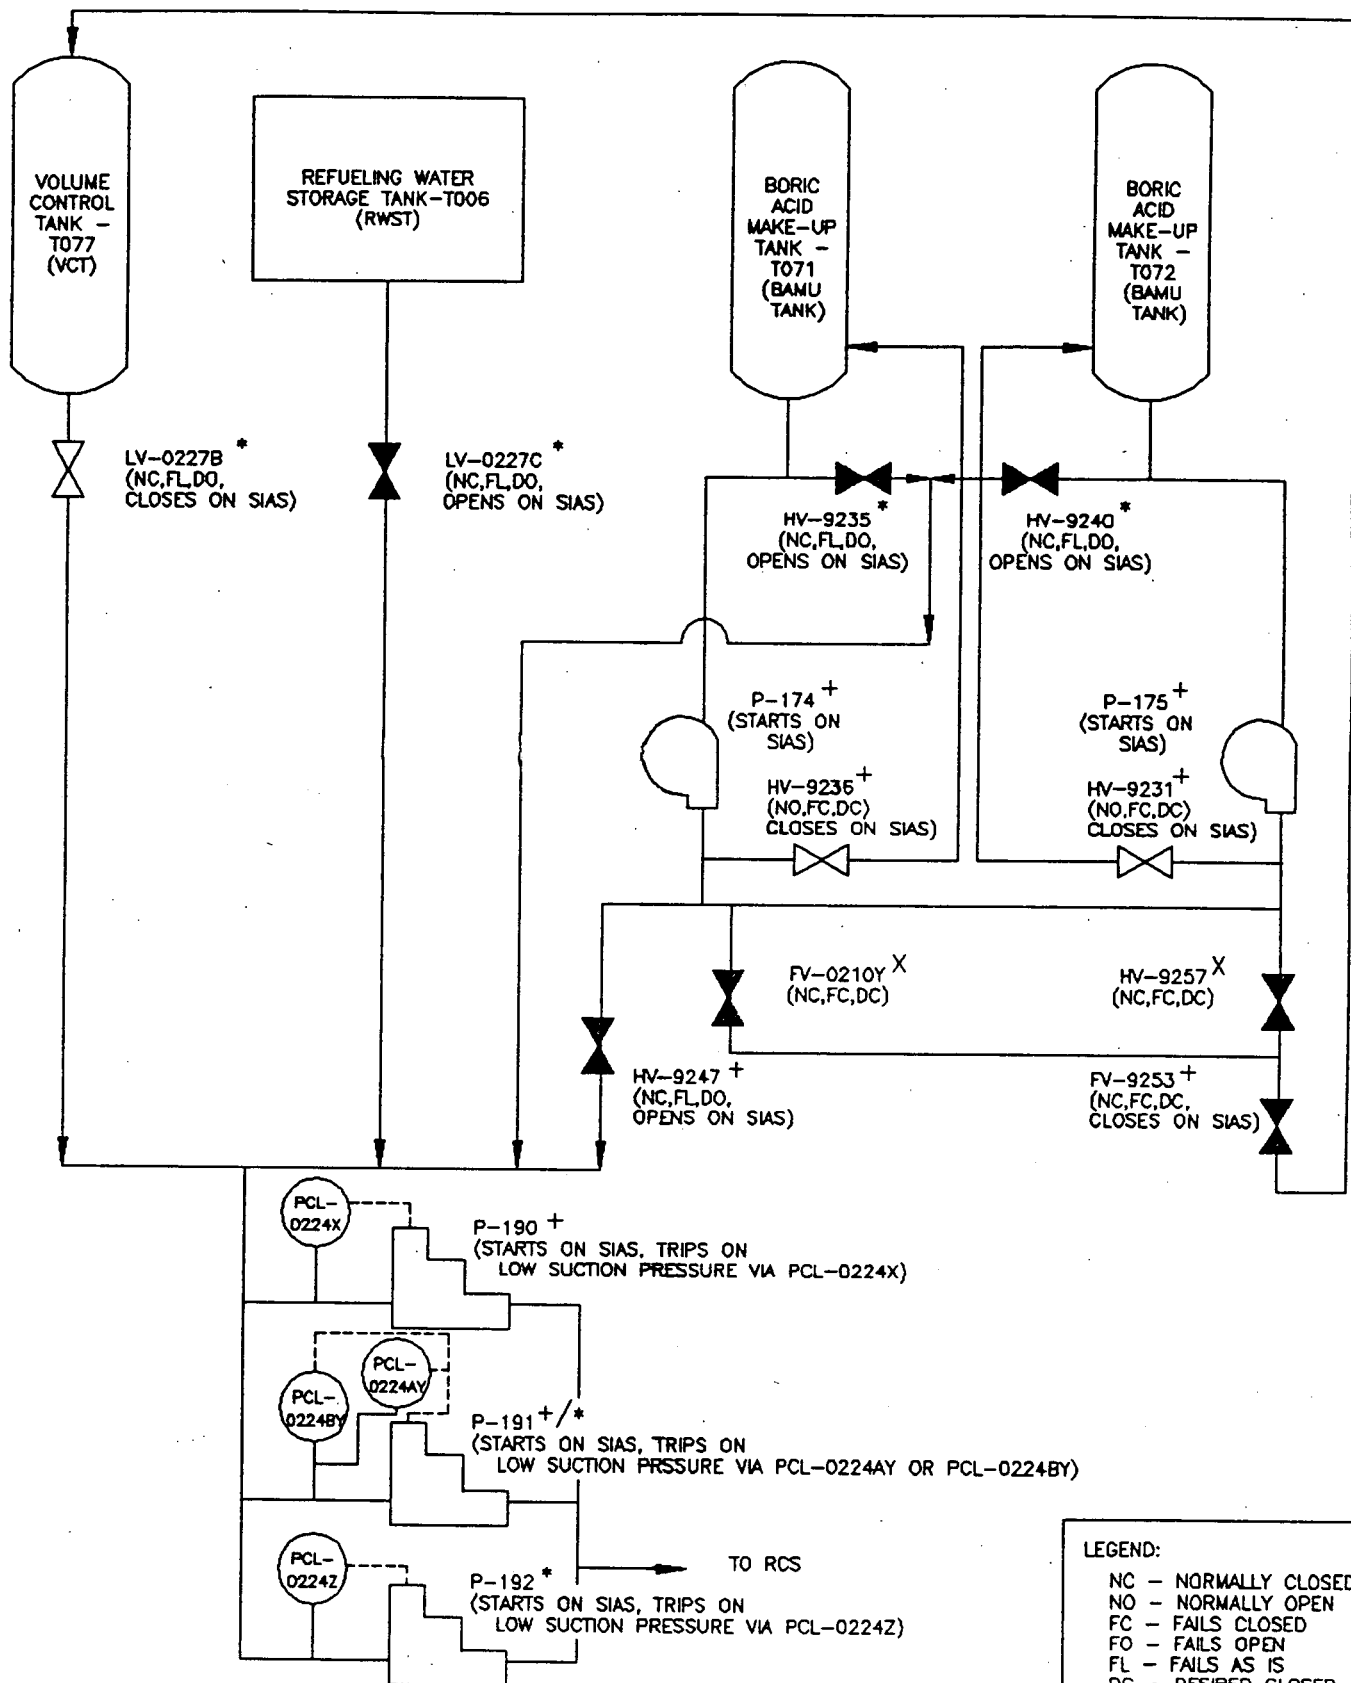 VOLUME
CONTROL
TANK –
T077
(VCT)
REFUELING WATER
STORAGE TANK-T006
(RWST)
BORIC
ACID
MAKE-UP
TANK –
T071
(BAMU
TANK)
BORIC
ACID
MAKE-UP
TANK –
T072
(BAMU
TANK)
LV-0227B *
(NC,FL,DO,
CLOSES ON SIAS)
LV-0227C *
(NC,FL,DO,
OPENS ON SIAS)
HV-9235 *
(NC,FL,DO,
OPENS ON SIAS)
HV-9240 *
(NC,FL,DO,
OPENS ON SIAS)
P-174 +
(STARTS ON
SIAS)
P-175 +
(STARTS ON
SIAS)
HV-9236 +
(NO,FC,DC)
CLOSES ON SIAS)
HV-9231 +
(NO,FC,DC)
CLOSES ON SIAS)
FV-0210Y X
(NC,FC,DC)
HV-9257 X
(NC,FC,DC)
HV-9247 +
(NC,FL,DO,
OPENS ON SIAS)
FV-9253 +
(NC,FC,DC,
CLOSES ON SIAS)
PCL-
0224X
P-190 +
(STARTS ON SIAS, TRIPS ON
LOW SUCTION PRESSURE VIA PCL-0224X)
PCL-
0224AY
PCL-
0224BY
P-191 +/*
(STARTS ON SIAS, TRIPS ON
LOW SUCTION PRSSURE VIA PCL-0224AY OR PCL-0224BY)
PCL-
0224Z
P-192 *
(STARTS ON SIAS, TRIPS ON
LOW SUCTION PRESSURE VIA PCL-0224Z)
TO RCS
LEGEND:
NC – NORMALLY CLOSED
NO – NORMALLY OPEN
FC – FAILS CLOSED
FO – FAILS OPEN
FL – FAILS AS IS
DC – DESIRED CLOSED